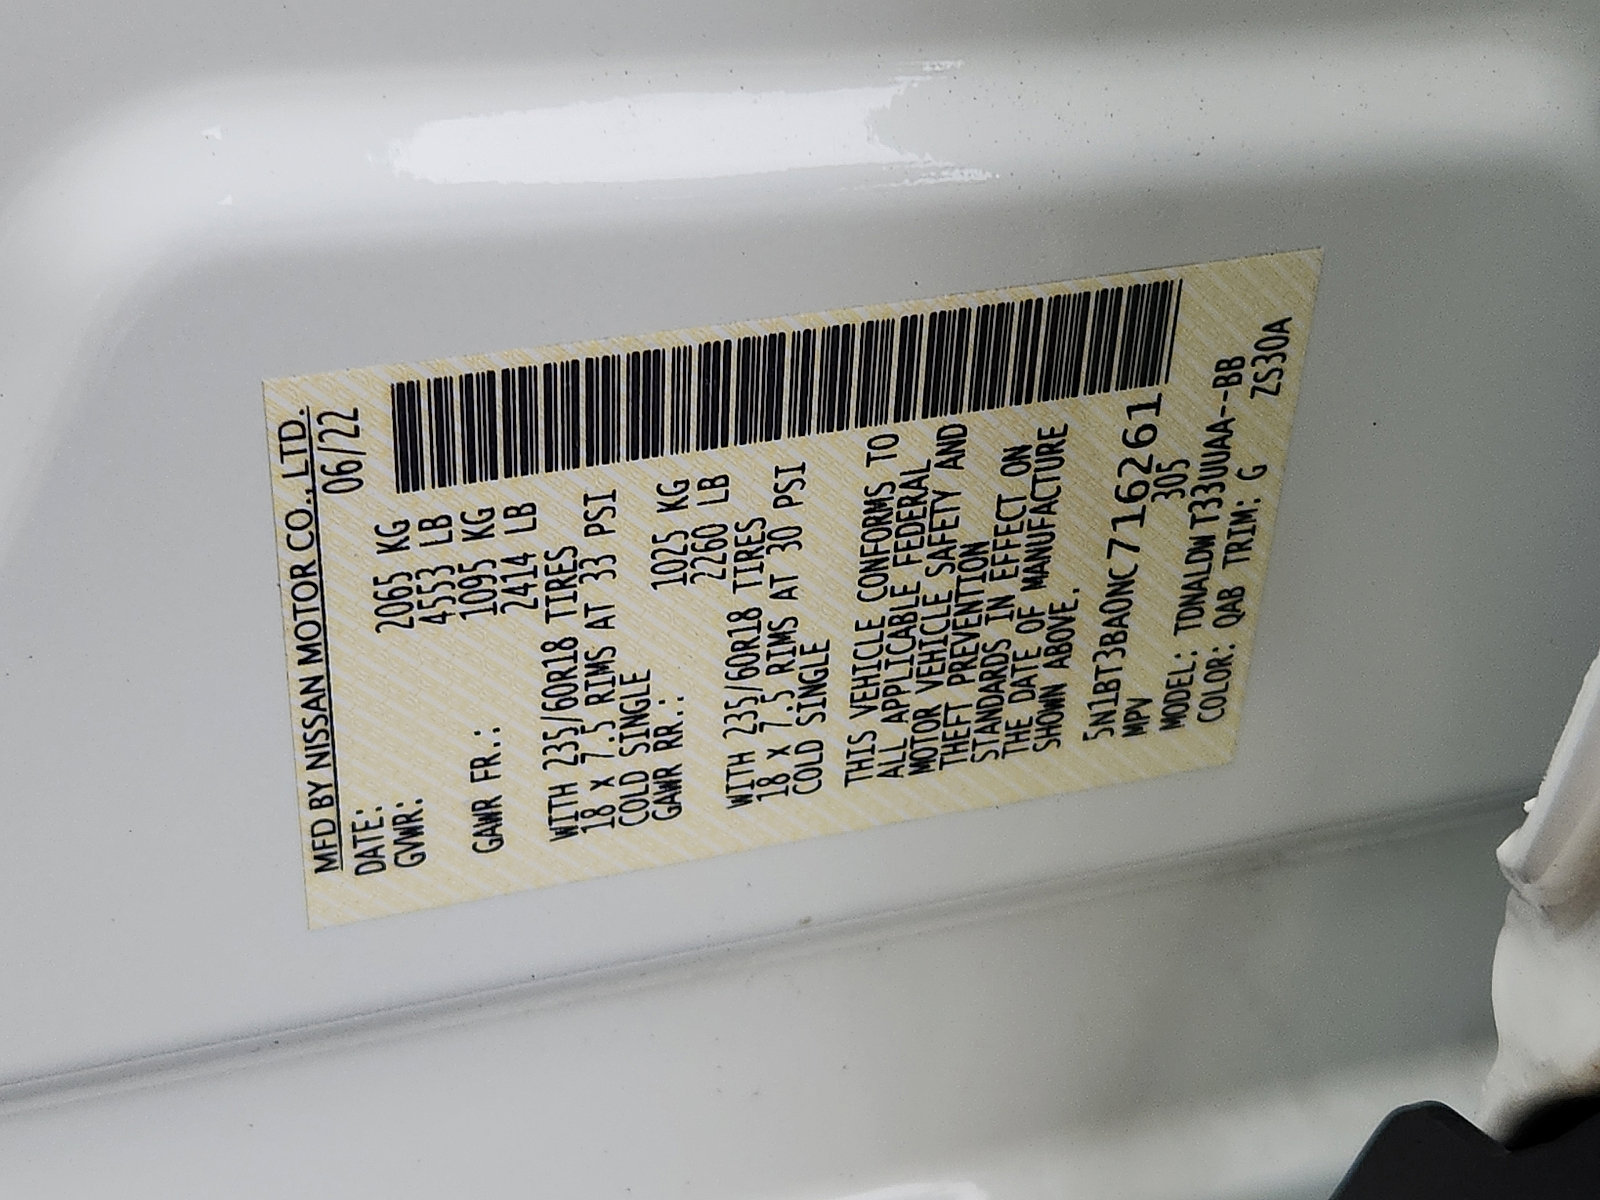 MFD BY NISSAN MOTOR CO., LTD.
DATE: 06/22
GVWR: 2065 KG
4553 LB
GAWR FR.: 1095 KG
2414 LB
WITH 235/60R18 TIRES
18 x 7.5 RIMS AT 33 PSI
COLD SINGLE
GAWR RR.: 1025 KG
2260 LB
WITH 235/60R18 TIRES
18 x 7.5 RIMS AT 30 PSI
COLD SINGLE
THIS VEHICLE CONFORMS TO
ALL APPLICABLE FEDERAL
MOTOR VEHICLE SAFETY AND
THEFT PREVENTION
STANDARDS IN EFFECT ON
THE DATE OF MANUFACTURE
SHOWN ABOVE.
5N1BT3BA0NC716261
MPV 305
MODEL: TDNALDW T33UUAA--BB
COLOR: QAB TRIM: G ZS30A